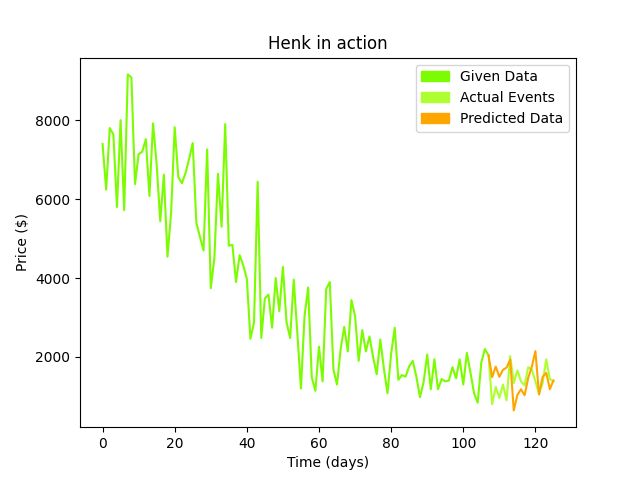 Henk in action
Given Data
Actual Events
Predicted Data
Price ($)
8000
6000
4000
2000
0 20 40 60 80 100 120
Time (days)